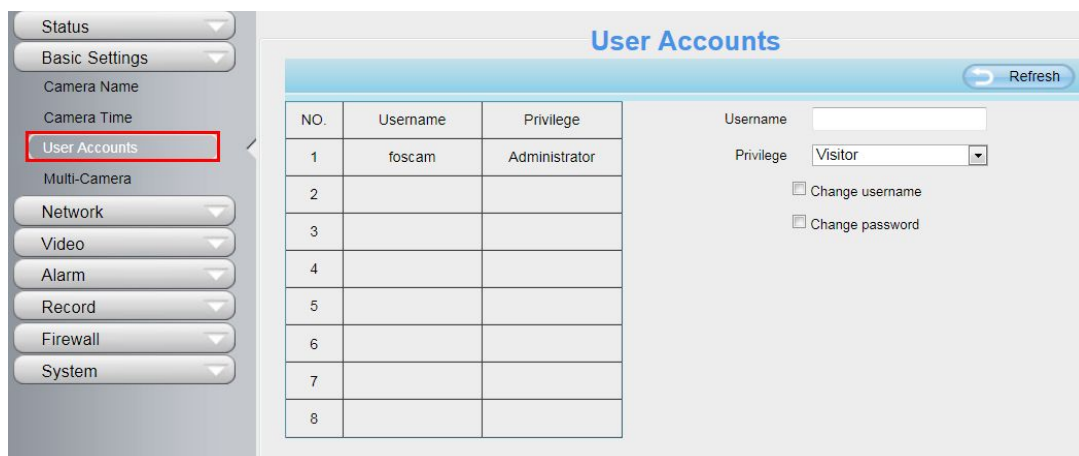 Status
Basic Settings
Camera Name
Camera Time
User Accounts
Multi-Camera
Network
Video
Alarm
Record
Firewall
System
User Accounts
Refresh
NO. Username Privilege
1 foscam Administrator
2
3
4
5
6
7
8
Username
Privilege Visitor
Change username
Change password